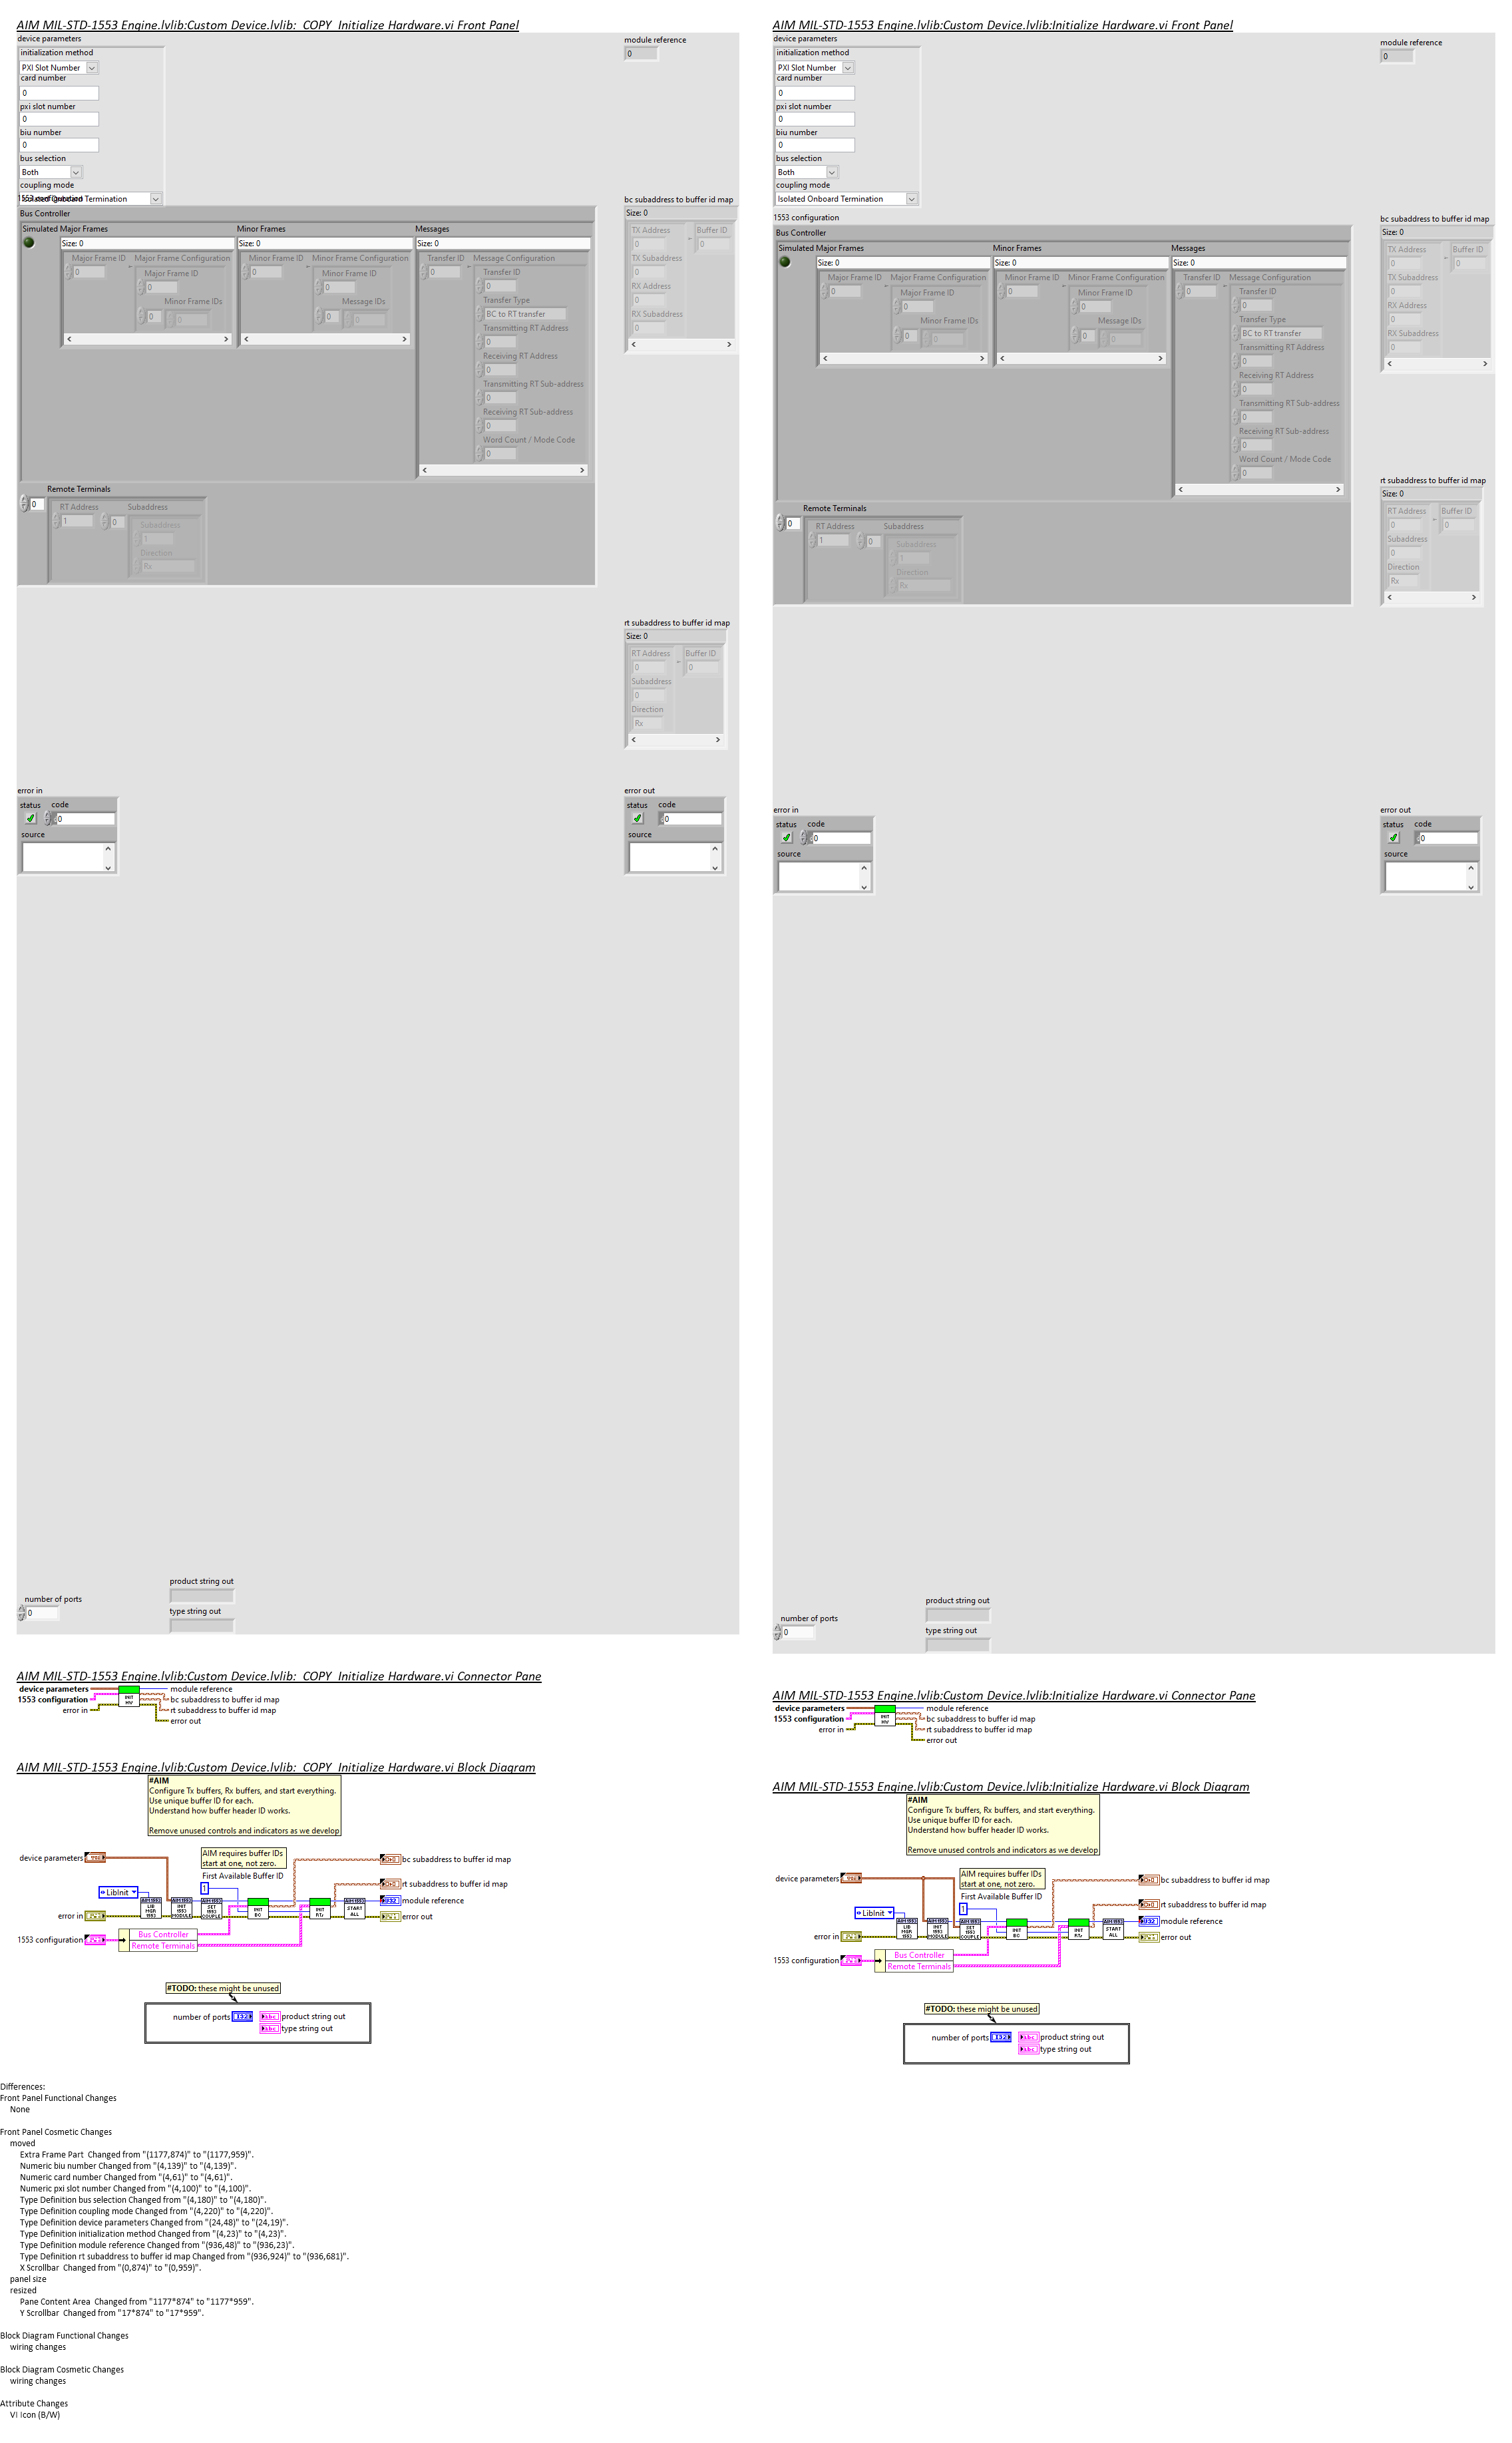 AIM MIL-STD-1553 Engine.lvlib:Custom Device.lvlib:_COPY_Initialize Hardware.vi Front Panel
device parameters
initialization method
PXI Slot Number
card number
0
pxi slot number
0
biu number
0
bus selection
Both
coupling mode
Isolated Onboard Termination
1553 configuration
Bus Controller
Simulated Major Frames
Size: 0
Major Frame ID
0
Major Frame Configuration
Major Frame ID
0
Minor Frame IDs
0
0
Minor Frames
Size: 0
Minor Frame ID
0
Minor Frame Configuration
Minor Frame ID
0
Message IDs
0
0
Messages
Size: 0
Transfer ID
0
Message Configuration
Transfer ID
0
Transfer Type
BC to RT transfer
Transmitting RT Address
0
Receiving RT Address
0
Transmitting RT Sub-address
0
Receiving RT Sub-address
0
Word Count / Mode Code
0
Remote Terminals
0
RT Address
1
Subaddress
0
Subaddress
1
Direction
Rx
module reference
0
bc subaddress to buffer id map
Size: 0
TX Address
0
TX Subaddress
0
RX Address
0
RX Subaddress
0
Buffer ID
0
rt subaddress to buffer id map
Size: 0
RT Address
0
Subaddress
0
Direction
Rx
Buffer ID
0
error in
status code
0
source
error out
status code
0
source
number of ports
0
product string out
type string out
AIM MIL-STD-1553 Engine.lvlib:Custom Device.lvlib:Initialize Hardware.vi Front Panel
device parameters
initialization method
PXI Slot Number
card number
0
pxi slot number
0
biu number
0
bus selection
Both
coupling mode
Isolated Onboard Termination
1553 configuration
Bus Controller
Simulated Major Frames
Size: 0
Major Frame ID
0
Major Frame Configuration
Major Frame ID
0
Minor Frame IDs
0
0
Minor Frames
Size: 0
Minor Frame ID
0
Minor Frame Configuration
Minor Frame ID
0
Message IDs
0
0
Messages
Size: 0
Transfer ID
0
Message Configuration
Transfer ID
0
Transfer Type
BC to RT transfer
Transmitting RT Address
0
Receiving RT Address
0
Transmitting RT Sub-address
0
Receiving RT Sub-address
0
Word Count / Mode Code
0
Remote Terminals
0
RT Address
1
Subaddress
0
Subaddress
1
Direction
Rx
module reference
0
bc subaddress to buffer id map
Size: 0
TX Address
0
TX Subaddress
0
RX Address
0
RX Subaddress
0
Buffer ID
0
rt subaddress to buffer id map
Size: 0
RT Address
0
Subaddress
0
Direction
Rx
Buffer ID
0
error in
status code
0
source
error out
status code
0
source
number of ports
0
product string out
type string out
AIM MIL-STD-1553 Engine.lvlib:Custom Device.lvlib:_COPY_Initialize Hardware.vi Connector Pane
device parameters
1553 configuration
error in
INIT HW
module reference
bc subaddress to buffer id map
rt subaddress to buffer id map
error out
AIM MIL-STD-1553 Engine.lvlib:Custom Device.lvlib:Initialize Hardware.vi Connector Pane
device parameters
1553 configuration
error in
INIT HW
module reference
bc subaddress to buffer id map
rt subaddress to buffer id map
error out
AIM MIL-STD-1553 Engine.lvlib:Custom Device.lvlib:_COPY_Initialize Hardware.vi Block Diagram
#AIM
Configure Tx buffers, Rx buffers, and start everything.
Use unique buffer ID for each.
Understand how buffer header ID works.
Remove unused controls and indicators as we develop
device parameters
AIM requires buffer IDs
start at one, not zero.
First Available Buffer ID
1
LibInit
error in
1553 configuration
Bus Controller
Remote Terminals
bc subaddress to buffer id map
rt subaddress to buffer id map
module reference
error out
#TODO: these might be unused
number of ports
product string out
type string out
AIM MIL-STD-1553 Engine.lvlib:Custom Device.lvlib:Initialize Hardware.vi Block Diagram
#AIM
Configure Tx buffers, Rx buffers, and start everything.
Use unique buffer ID for each.
Understand how buffer header ID works.
Remove unused controls and indicators as we develop
device parameters
AIM requires buffer IDs
start at one, not zero.
First Available Buffer ID
1
LibInit
error in
1553 configuration
Bus Controller
Remote Terminals
bc subaddress to buffer id map
rt subaddress to buffer id map
module reference
error out
#TODO: these might be unused
number of ports
product string out
type string out
Differences:
Front Panel Functional Changes
None
Front Panel Cosmetic Changes
moved
Extra Frame Part Changed from "(1177,874)" to "(1177,959)".
Numeric biu number Changed from "(4,139)" to "(4,139)".
Numeric card number Changed from "(4,61)" to "(4,61)".
Numeric pxi slot number Changed from "(4,100)" to "(4,100)".
Type Definition bus selection Changed from "(4,180)" to "(4,180)".
Type Definition coupling mode Changed from "(4,220)" to "(4,220)".
Type Definition device parameters Changed from "(24,48)" to "(24,19)".
Type Definition initialization method Changed from "(4,23)" to "(4,23)".
Type Definition module reference Changed from "(936,48)" to "(936,23)".
Type Definition rt subaddress to buffer id map Changed from "(936,924)" to "(936,681)".
X Scrollbar Changed from "(0,874)" to "(0,959)".
panel size
resized
Pane Content Area Changed from "1177*874" to "1177*959".
Y Scrollbar Changed from "17*874" to "17*959".
Block Diagram Functional Changes
wiring changes
Block Diagram Cosmetic Changes
wiring changes
Attribute Changes
VI Icon (B/W)